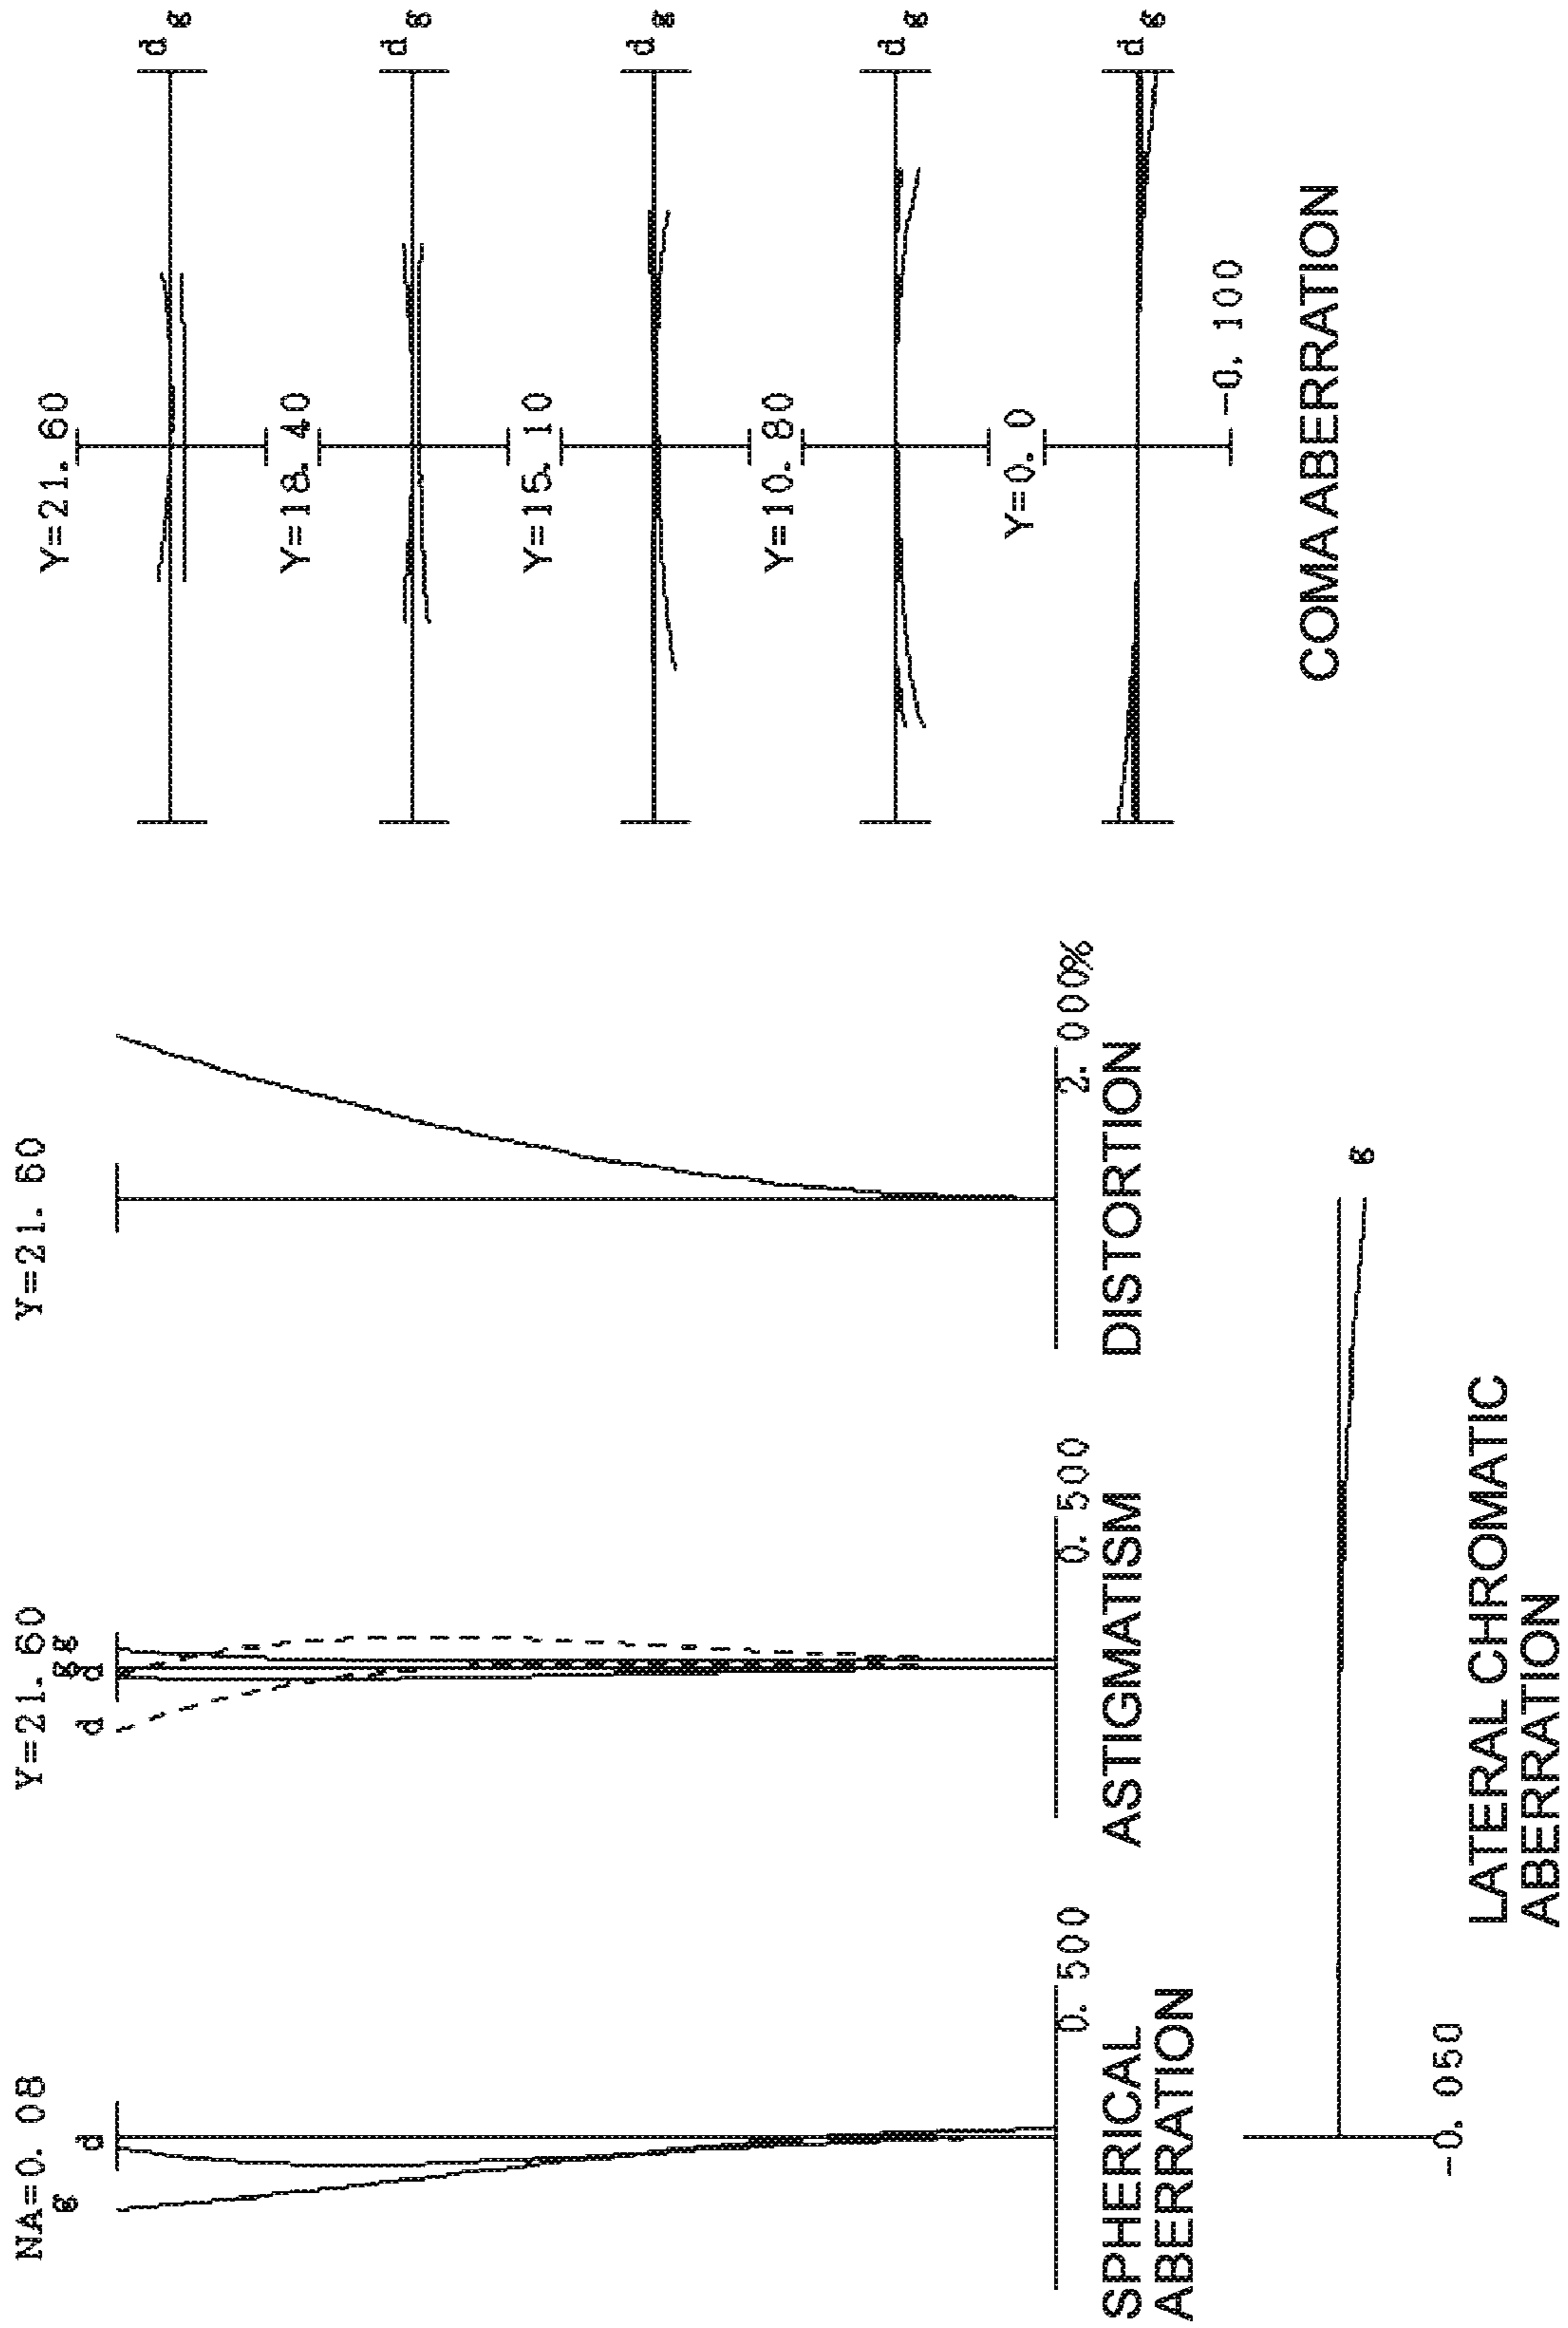 NA=0. 08
g
d
0. 500
SPHERICAL
ABERRATION
Y=21. 60
g g
d d
0. 500
ASTIGMATISM
Y=21. 60
2. 000%
DISTORTION
Y=21. 60
d
g
Y=18. 40
d
g
Y=15. 10
d
g
Y=10. 80
d
g
Y=0. 0
d
g
-0, 100
COMA ABERRATION
g
-0. 050
LATERAL CHROMATIC
ABERRATION